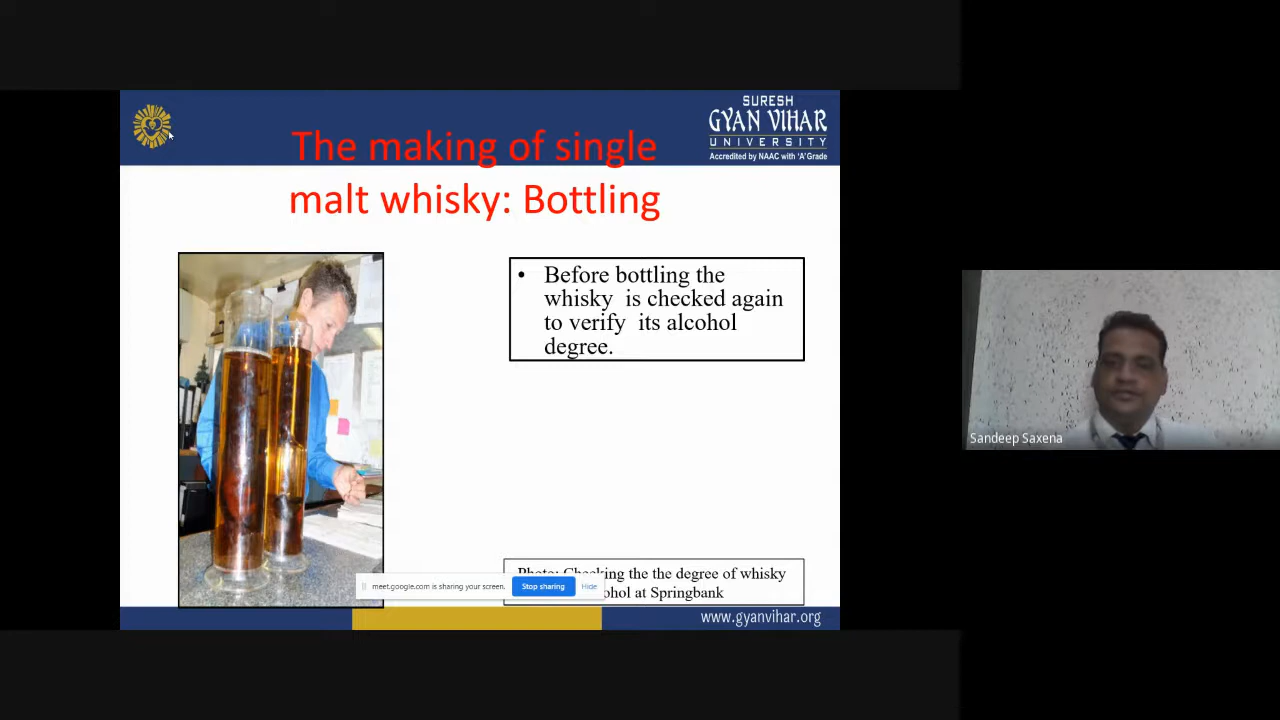 SURESH
GYAN VIHAR
UNIVERSITY
Accredited by NAAC with 'A' Grade
The making of single
malt whisky: Bottling
• Before bottling the
whisky is checked again
to verify its alcohol
degree.
Sandeep Saxena
Photo: Checking the the degree of whisky
at Springbank
meet.google.com is sharing your screen.
Stop sharing
Hide
www.gyanvihar.org